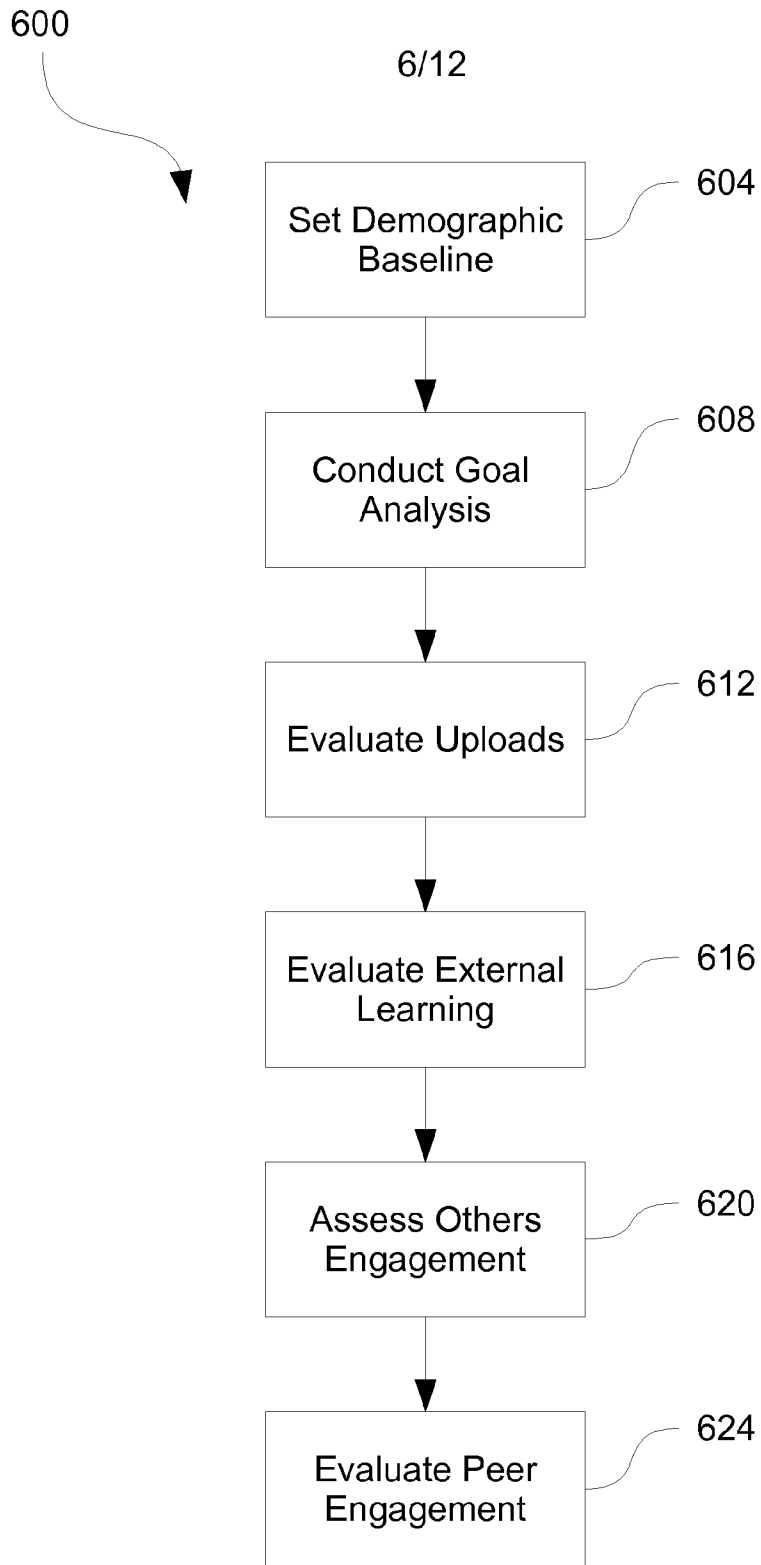 600
6/12
604
Set Demographic
Baseline
608
Conduct Goal
Analysis
612
Evaluate Uploads
616
Evaluate External
Learning
620
Assess Others
Engagement
624
Evaluate Peer
Engagement